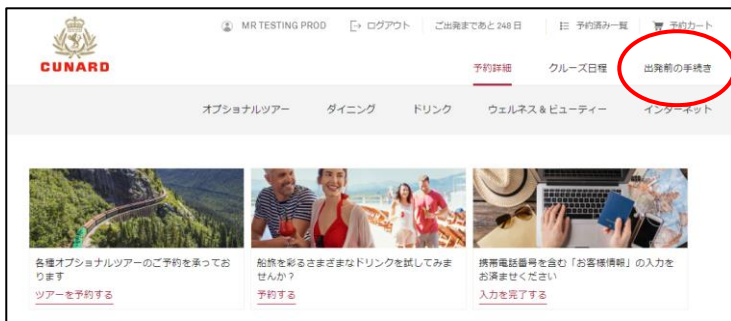 MR TESTING PROD ログアウト ご出発まであと 248 日 予約済み一覧 予約カート
CUNARD
予約詳細 クルーズ日程 出発前の手続き
オプショナルツアー ダイニング ドリンク ウェルネス & ビューティー インターネット
各種オプショナルツアーのご予約を承ってお
ります
ツアーを予約する
船旅を彩るさまざまなドリンクを試してみま
せんか？
予約する
携帯電話番号を含む「お客様情報」の入力を
お済ませください
入力を完了する